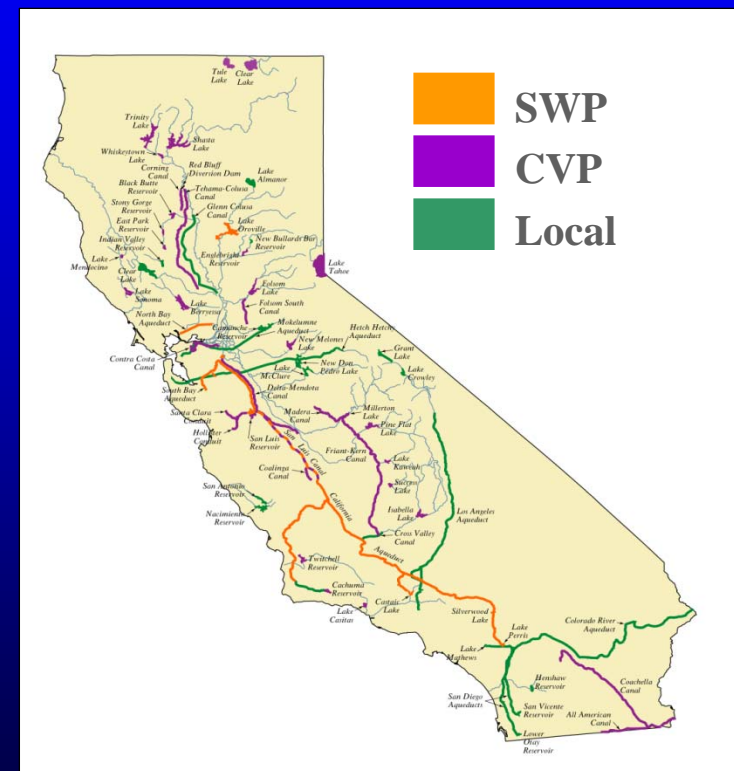 SWP
CVP
Local
Tule
Lake
Clear
Lake
Trinity
Lake
Shasta
Lake
Whiskeytown
Lake
Corning
Canal
Red Bluff
Diversion Dam
Lake
Almanor
Black Butte
Reservoir
Tehama-Colusa
Canal
Stony Gorge
Reservoir
Glenn Colusa
Canal
East Park
Reservoir
Lake
Oroville
Indian Valley
Reservoir
New Bullards Bar
Reservoir
Englebright
Reservoir
Lake
Mendocino
Clear
Lake
Lake
Tahoe
Lake
Sonoma
Lake
Berryessa
Folsom
Lake
Folsom South
Canal
North Bay
Aqueduct
Camanche
Reservoir
Mokelumne
Aqueduct
Hetch Hetchy
Aqueduct
New Melones
Lake
Grant
Lake
Contra Costa
Canal
New Don
Pedro Lake
Lake
McClure
Lake
Crowley
South Bay
Aqueduct
Delta-Mendota
Canal
Santa Clara
Conduit
Madera
Canal
Millerton
Lake
Hollister
Conduit
Pine Flat
Lake
San Luis
Reservoir
San Luis Canal
Friant-Kern
Canal
Lake
Kaweah
Coalinga
Canal
Success
Lake
San Antonio
Reservoir
Isabella
Lake
Los Angeles
Aqueduct
Nacimiento
Reservoir
California
Aqueduct
Cross Valley
Canal
Twitchell
Reservoir
Cachuma
Reservoir
Castaic
Lake
Lake
Casitas
Silverwood
Lake
Lake
Perris
Colorado River
Aqueduct
Lake
Mathews
Henshaw
Reservoir
Coachella
Canal
San Diego
Aqueducts
San Vicente
Reservoir
All American
Canal
Lower
Otay Reservoir